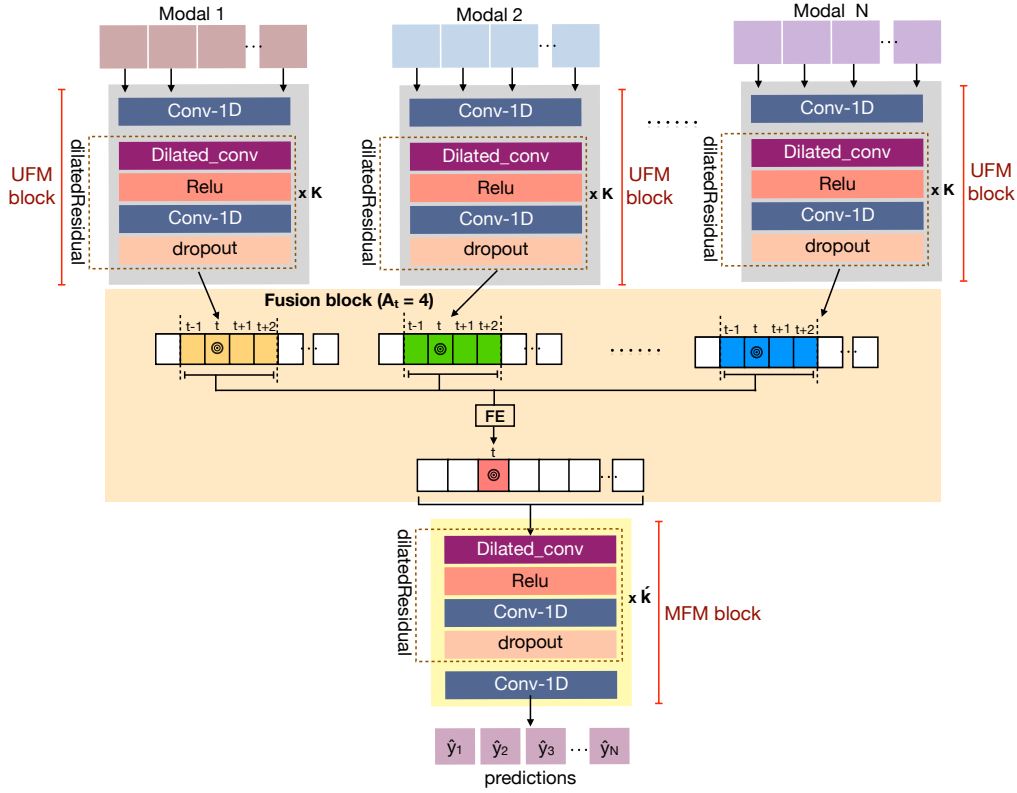 Modal 1
Modal 2
Modal N
...
...
...
Conv-1D
Conv-1D
Conv-1D
......
UFM block
dilatedResidual
Dilated_conv
Relu
Conv-1D
dropout
x K
dilatedResidual
Dilated_conv
Relu
Conv-1D
dropout
x K
UFM block
dilatedResidual
Dilated_conv
Relu
Conv-1D
dropout
x K
UFM block
Fusion block (At = 4)
t-1 t t+1 t+2
t-1 t t+1 t+2
t-1 t t+1 t+2
...
...
......
...
FE
t
...
dilatedResidual
Dilated_conv
Relu
Conv-1D
dropout
x ḱ
Conv-1D
MFM block
ŷ1 ŷ2 ŷ3 ... ŷN
predictions